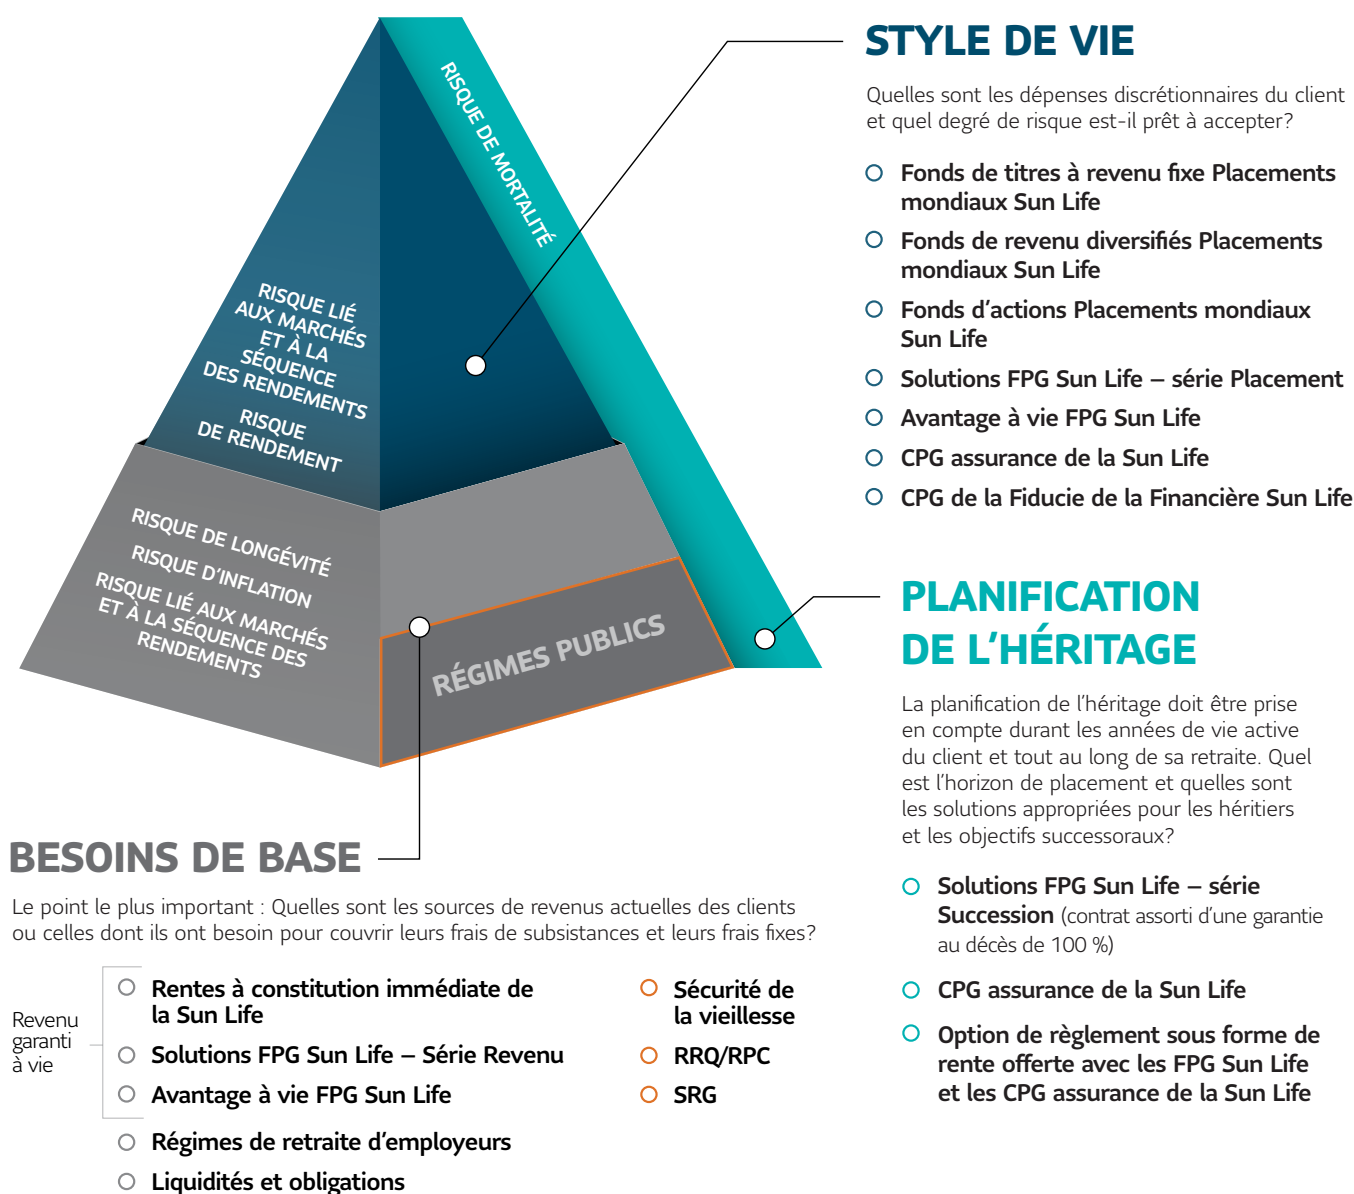 RISQUE DE MORTALITÉ
RISQUE LIÉ
AUX MARCHÉS
ET À LA
SÉQUENCE
DES RENDEMENTS
RISQUE
DE RENDEMENT
RISQUE DE LONGÉVITÉ
RISQUE D'INFLATION
RISQUE LIÉ AUX MARCHÉS
ET À LA SÉQUENCE DES
RENDEMENTS
RÉGIMES PUBLICS
STYLE DE VIE
Quelles sont les dépenses discrétionnaires du client
et quel degré de risque est-il prêt à accepter?
Fonds de titres à revenu fixe Placements
mondiaux Sun Life
Fonds de revenu diversifiés Placements
mondiaux Sun Life
Fonds d'actions Placements mondiaux
Sun Life
Solutions FPG Sun Life – série Placement
Avantage à vie FPG Sun Life
CPG assurance de la Sun Life
CPG de la Fiducie de la Financière Sun Life
PLANIFICATION
DE L'HÉRITAGE
La planification de l'héritage doit être prise
en compte durant les années de vie active
du client et tout au long de sa retraite. Quel
est l'horizon de placement et quelles sont
les solutions appropriées pour les héritiers
et les objectifs successoraux?
Solutions FPG Sun Life – série
Succession (contrat assorti d'une garantie
au décès de 100 %)
CPG assurance de la Sun Life
Option de règlement sous forme de
rente offerte avec les FPG Sun Life
et les CPG assurance de la Sun Life
BESOINS DE BASE
Le point le plus important : Quelles sont les sources de revenus actuelles des clients
ou celles dont ils ont besoin pour couvrir leurs frais de subsistances et leurs frais fixes?
Revenu
garanti
à vie
Rentes à constitution immédiate de
la Sun Life
Solutions FPG Sun Life – Série Revenu
Avantage à vie FPG Sun Life
Régimes de retraite d'employeurs
Liquidités et obligations
Sécurité de
la vieillesse
RRQ/RPC
SRG